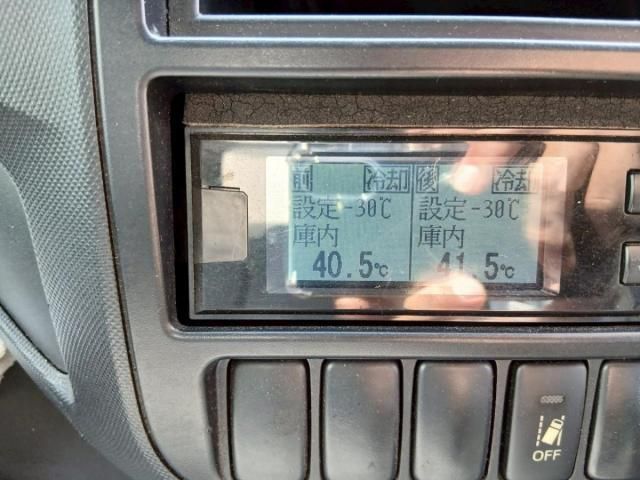 前 冷却 後 冷却
設定-30℃ 設定-30℃
庫内 庫内
40.5℃ 41.5℃
OFF